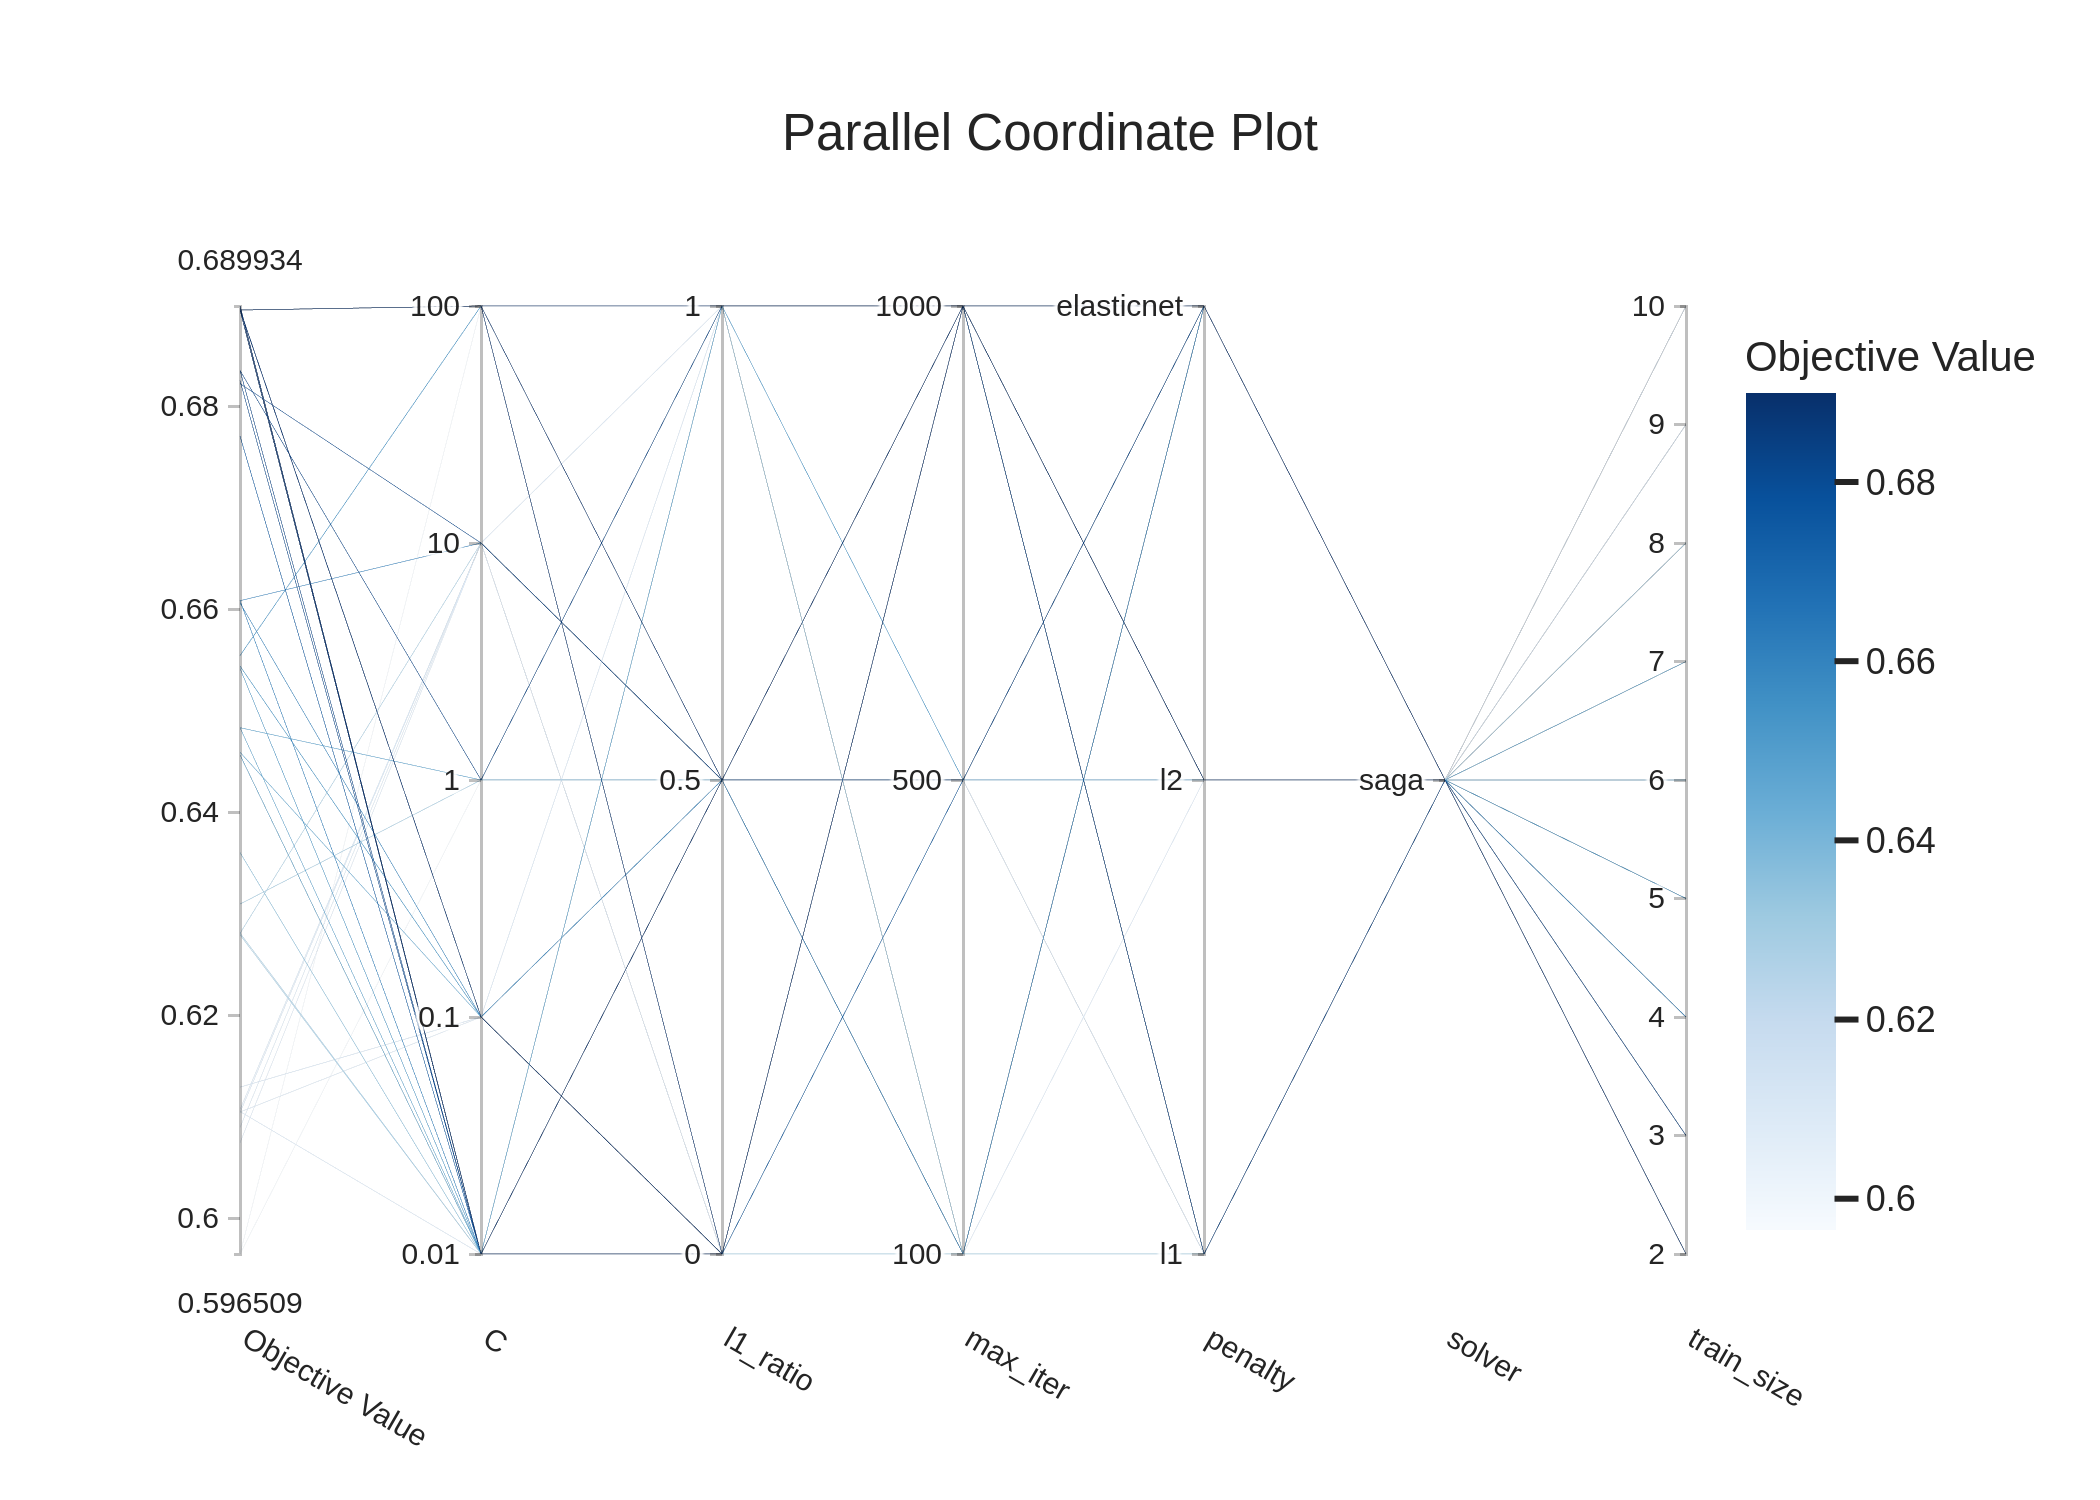 Parallel Coordinate Plot
0.689934
0.68
0.66
0.64
0.62
0.6
0.596509
Objective Value
100
10
1
0.1
0.01
C
1
0.5
0
l1_ratio
1000
500
100
max_iter
elasticnet
l2
l1
penalty
saga
solver
10
9
8
7
6
5
4
3
2
train_size
Objective Value
0.68
0.66
0.64
0.62
0.6